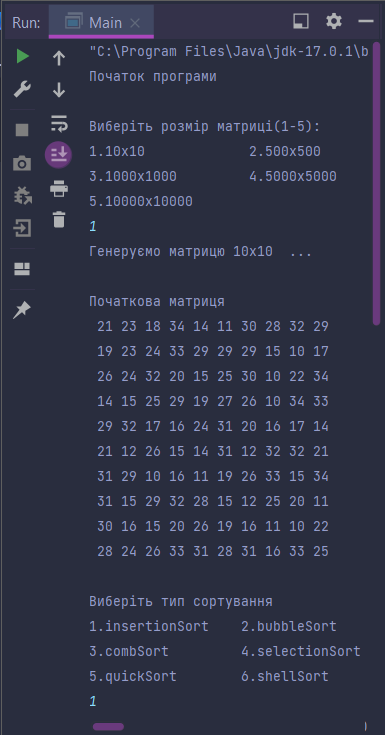 Run: Main
"C:\Program Files\Java\jdk-17.0.1\b
Початок програми
Виберіть розмір матриці(1-5):
1.10x10 2.500x500
3.1000x1000 4.5000x5000
5.10000x10000
1
Генеруємо матрицю 10x10 ...
Початкова матриця
21 23 18 34 14 11 30 28 32 29
19 23 24 33 29 29 29 15 10 17
26 24 32 20 15 25 30 10 22 34
14 15 25 29 19 27 26 10 34 33
29 32 17 16 24 31 20 16 17 14
21 12 26 15 14 31 12 32 32 21
31 29 10 16 11 19 26 33 15 34
31 15 29 32 28 15 12 25 20 11
30 16 15 20 26 19 16 11 10 22
28 24 26 33 31 28 31 16 33 25
Виберіть тип сортування
1.insertionSort 2.bubbleSort
3.combSort 4.selectionSort
5.quickSort 6.shellSort
1